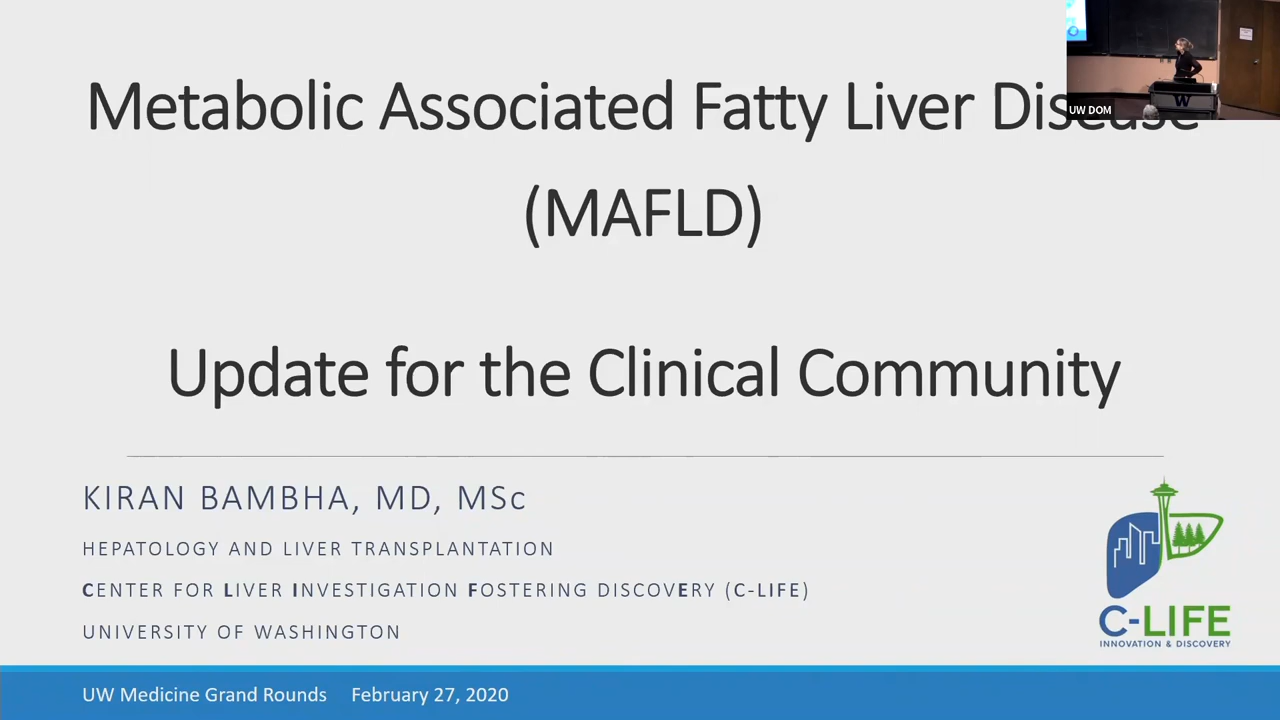 Metabolic Associated Fatty Liver Disease
(MAFLD)
Update for the Clinical Community
UW DOM
W
KIRAN BAMBHA, MD, MSc
HEPATOLOGY AND LIVER TRANSPLANTATION
CENTER FOR LIVER INVESTIGATION FOSTERING DISCOVERY (C-LIFE)
UNIVERSITY OF WASHINGTON
C-LIFE
INNOVATION & DISCOVERY
UW Medicine Grand Rounds February 27, 2020